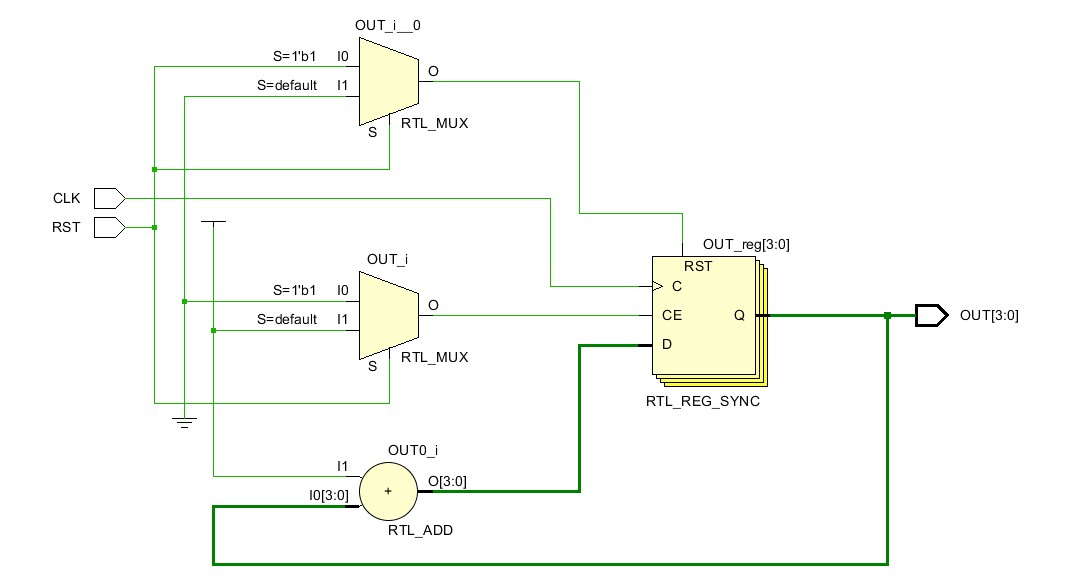 OUT_i__0
S=1'b1 I0
S=default I1
O
S
RTL_MUX
CLK
RST
OUT_i
S=1'b1 I0
S=default I1
O
S
RTL_MUX
OUT_reg[3:0]
RST
C
CE
D
Q
RTL_REG_SYNC
OUT[3:0]
OUT0_i
I1
I0[3:0]
+
O[3:0]
RTL_ADD